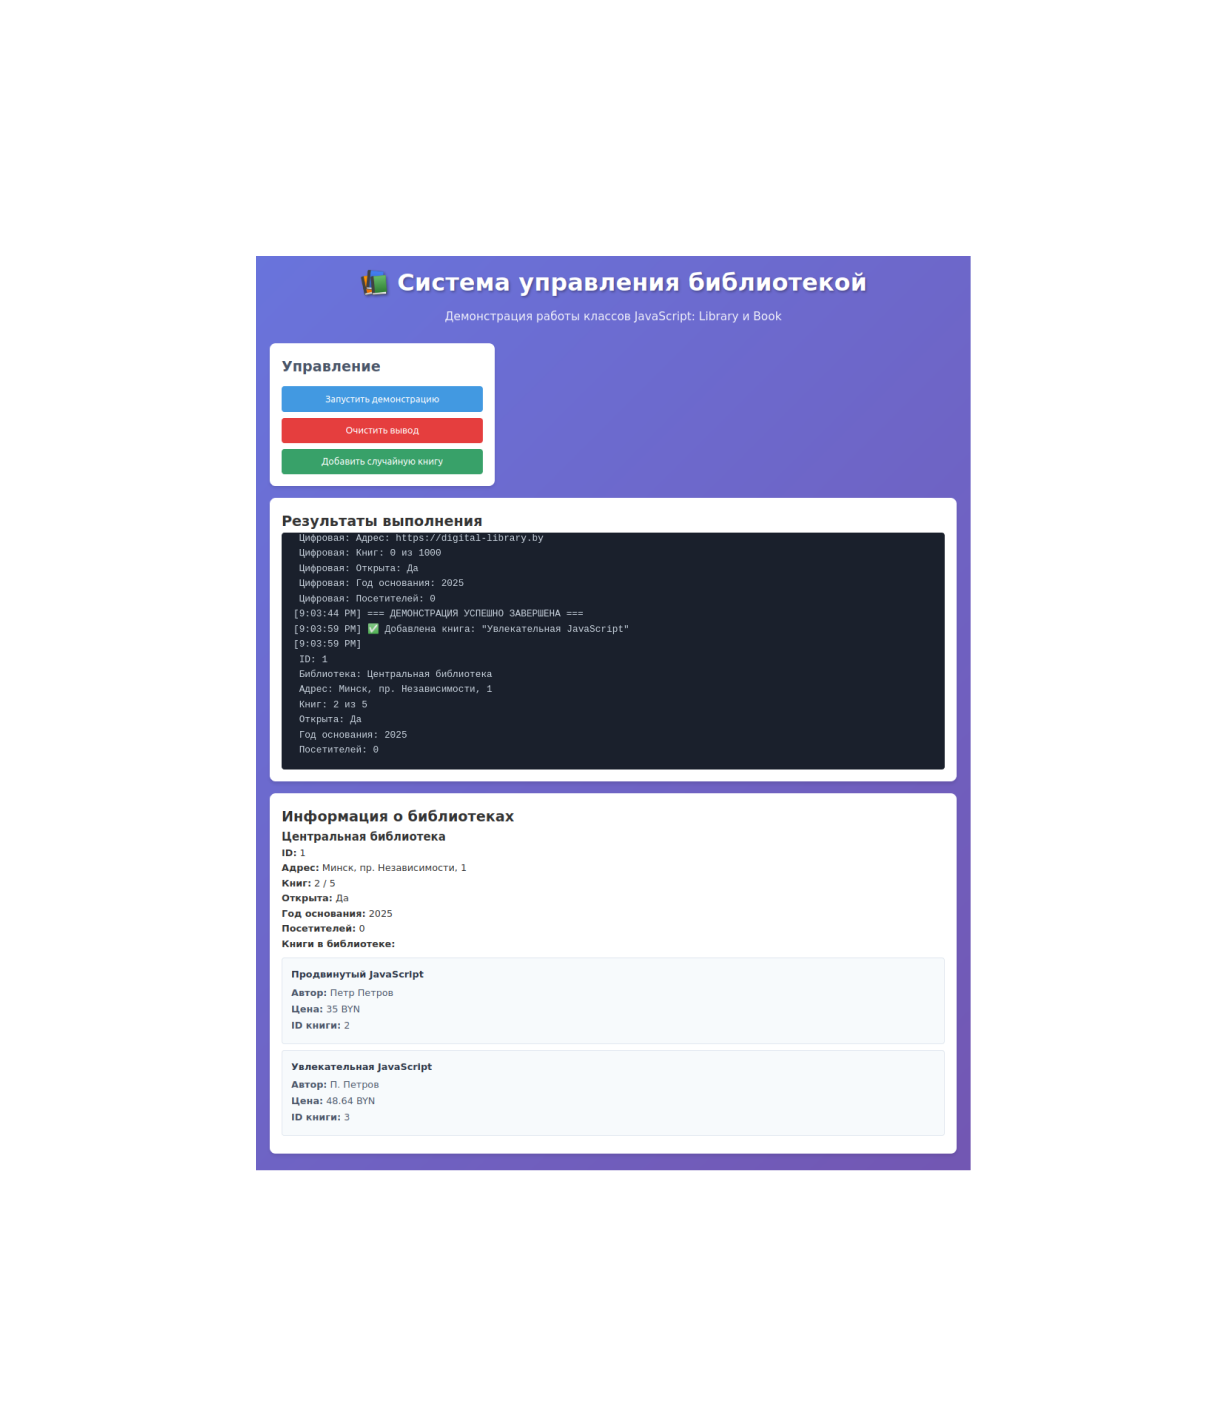 📚 Система управления библиотекой
Демонстрация работы классов JavaScript: Library и Book
Управление
Запустить демонстрацию
Очистить вывод
Добавить случайную книгу
Результаты выполнения
Цифровая: Адрес: https://digital-library.by
Цифровая: Книг: 0 из 1000
Цифровая: Открыта: Да
Цифровая: Год основания: 2025
Цифровая: Посетителей: 0
[9:03:44 PM] === ДЕМОНСТРАЦИЯ УСПЕШНО ЗАВЕРШЕНА ===
[9:03:59 PM] ✅ Добавлена книга: "Увлекательная JavaScript"
[9:03:59 PM]
ID: 1
Библиотека: Центральная библиотека
Адрес: Минск, пр. Независимости, 1
Книг: 2 из 5
Открыта: Да
Год основания: 2025
Посетителей: 0
Информация о библиотеках
Центральная библиотека
ID: 1
Адрес: Минск, пр. Независимости, 1
Книг: 2 / 5
Открыта: Да
Год основания: 2025
Посетителей: 0
Книги в библиотеке:
Продвинутый JavaScript
Автор: Петр Петров
Цена: 35 BYN
ID книги: 2
Увлекательная JavaScript
Автор: П. Петров
Цена: 48.64 BYN
ID книги: 3